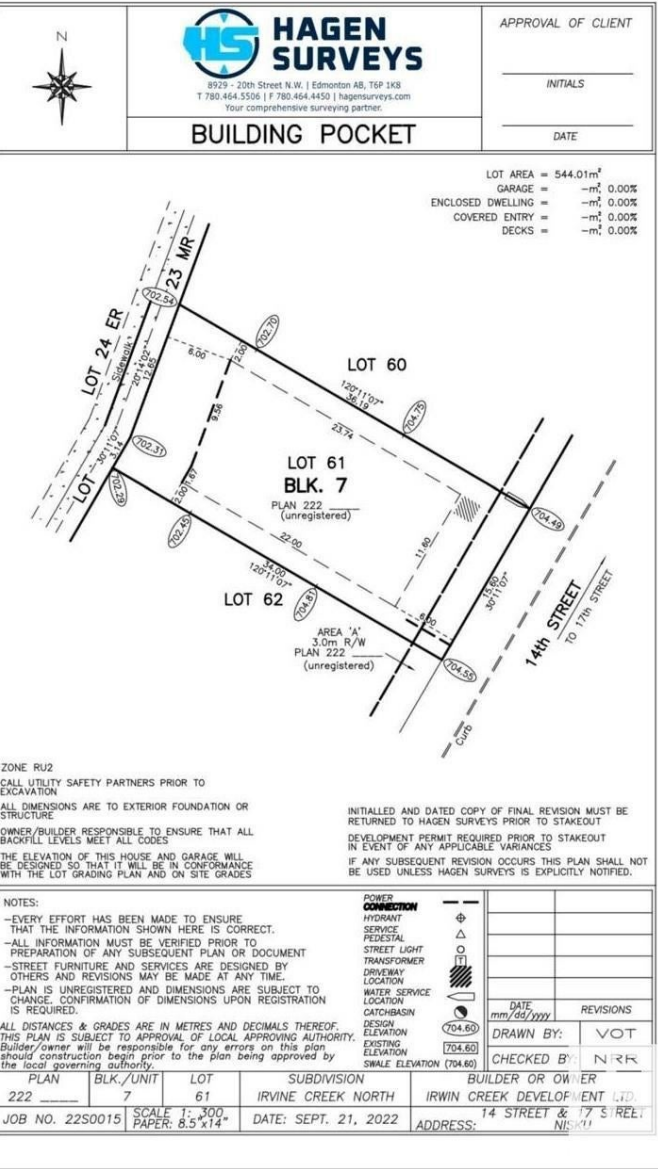 N
HAGEN
SURVEYS
8929 - 20th Street N.W. | Edmonton AB, T6P 1K8
T 780.464.5506 | F 780.464.4450 | hagensurveys.com
Your comprehensive surveying partner.
BUILDING POCKET
APPROVAL OF CLIENT
INITIALS
DATE
LOT AREA = 544.01m²
GARAGE = -m², 0.00%
ENCLOSED DWELLING = -m², 0.00%
COVERED ENTRY = -m², 0.00%
DECKS = -m², 0.00%
23 MR
702.54
LOT 24 ER
Sidewalk
20°14'02"
12.65
6.00
2.00
702.70
LOT 60
120°11'07"
36.19
704.75
23.74
9.56
30°11'07"
3.14
702.31
LOT
702.29
LOT 61
BLK. 7
PLAN 222 ____
(unregistered)
2.00
1.67
702.45
22.00
11.60
704.49
34.00
120°11'07"
LOT 62
704.81
15.60
30°11'07"
6.00
14th STREET
TO 17th STREET
AREA 'A'
3.0m R/W
PLAN 222 ____
(unregistered)
704.55
Curb
ZONE RU2
CALL UTILITY SAFETY PARTNERS PRIOR TO
EXCAVATION
ALL DIMENSIONS ARE TO EXTERIOR FOUNDATION OR
STRUCTURE
OWNER/BUILDER RESPONSIBLE TO ENSURE THAT ALL
BACKFILL LEVELS MEET ALL CODES
THE ELEVATION OF THIS HOUSE AND GARAGE WILL
BE DESIGNED SO THAT IT WILL BE IN CONFORMANCE
WITH THE LOT GRADING PLAN AND ON SITE GRADES
INITIALLED AND DATED COPY OF FINAL REVISION MUST BE
RETURNED TO HAGEN SURVEYS PRIOR TO STAKEOUT
DEVELOPMENT PERMIT REQUIRED PRIOR TO STAKEOUT
IN EVENT OF ANY APPLICABLE VARIANCES
IF ANY SUBSEQUENT REVISION OCCURS THIS PLAN SHALL NOT
BE USED UNLESS HAGEN SURVEYS IS EXPLICITLY NOTIFIED.
NOTES:
-EVERY EFFORT HAS BEEN MADE TO ENSURE
THAT THE INFORMATION SHOWN HERE IS CORRECT.
-ALL INFORMATION MUST BE VERIFIED PRIOR TO
PREPARATION OF ANY SUBSEQUENT PLAN OR DOCUMENT
-STREET FURNITURE AND SERVICES ARE DESIGNED BY
OTHERS AND REVISIONS MAY BE MADE AT ANY TIME.
-PLAN IS UNREGISTERED AND DIMENSIONS ARE SUBJECT TO
CHANGE. CONFIRMATION OF DIMENSIONS UPON REGISTRATION
IS REQUIRED.
ALL DISTANCES & GRADES ARE IN METRES AND DECIMALS THEREOF.
THIS PLAN IS SUBJECT TO APPROVAL OF LOCAL APPROVING AUTHORITY.
Builder/owner will be responsible for any errors on this plan
should construction begin prior to the plan being approved by
the local governing authority.
POWER
CONNECTION
HYDRANT
SERVICE
PEDESTAL
STREET LIGHT
TRANSFORMER T
DRIVEWAY
LOCATION
WATER SERVICE
LOCATION
CATCHBASIN
DESIGN
ELEVATION 704.60
EXISTING
ELEVATION 704.60
SWALE ELEVATION (704.60)
DATE
mm/dd/yyyy
REVISIONS
DRAWN BY: VOT
CHECKED BY: NRR
PLAN
222 ____
BLK./UNIT
7
LOT
61
SUBDIVISION
IRVINE CREEK NORTH
BUILDER OR OWNER
IRWIN CREEK DEVELOPMENT LTD.
JOB NO. 22S0015
SCALE 1: 300
PAPER: 8.5"x14"
DATE: SEPT. 21, 2022
ADDRESS:
14 STREET & 17 STREET
NISKU